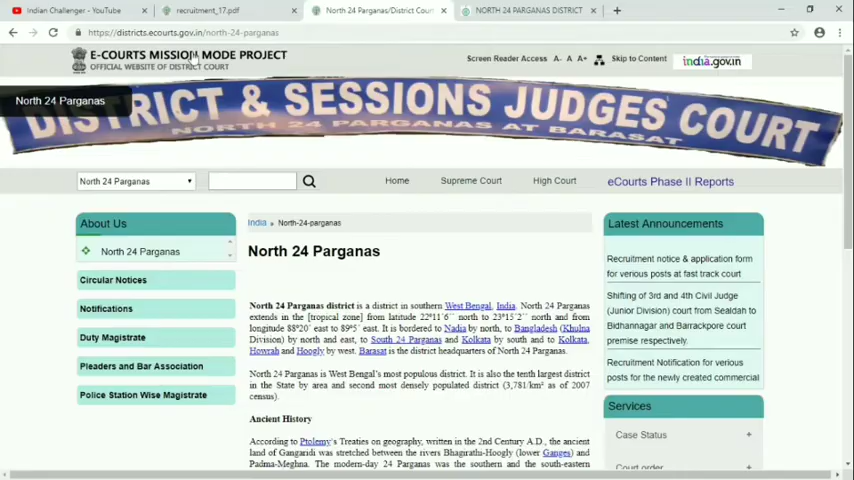 Indian Challenger - YouTube
recruitment_17.pdf
North 24 Parganas/District Cour
NORTH 24 PARGANAS DISTRICT
https://districts.ecourts.gov.in/north-24-parganas
E-COURTS MISSION MODE PROJECT
OFFICIAL WEBSITE OF DISTRICT COURT
Screen Reader Access A- A A+ Skip to Content
india.gov.in
North 24 Parganas
DISTRICT & SESSIONS JUDGES COURT
NORTH 24 PARGANAS AT BARASAT
North 24 Parganas
Home
Supreme Court
High Court
eCourts Phase II Reports
About Us
North 24 Parganas
Circular Notices
Notifications
Duty Magistrate
Pleaders and Bar Association
Police Station Wise Magistrate
India » North-24-parganas
North 24 Parganas
North 24 Parganas district is a district in southern West Bengal, India. North 24 Parganas
extends in the [tropical zone] from latitude 22º11´6´´ north to 23º15´2´´ north and from
longitude 88º20´ east to 89º5´ east. It is bordered to Nadia by north, to Bangladesh (Khulna
Division) by north and east, to South 24 Parganas and Kolkata by south and to Kolkata,
Howrah and Hoogly by west. Barasat is the district headquarters of North 24 Parganas.
North 24 Parganas is West Bengal's most populous district. It is also the tenth largest district
in the State by area and second most densely populated district (3,781/km² as of 2007
census).
Ancient History
According to Ptolemy's Treaties on geography, written in the 2nd Century A.D., the ancient
land of Gangaridi was stretched between the rivers Bhagirathi-Hoogly (lower Ganges) and
Padma-Meghna. The modern-day 24 Parganas was the southern and the south-eastern
Latest Announcements
Recruitment notice & application form
for verious posts at fast track court
Shifting of 3rd and 4th Civil Judge
(Junior Division) court from Sealdah to
Bidhannagar and Barrackpore court
premise respectively.
Recruitment Notification for verious
posts for the newly created commercial
Services
Case Status +
Court order +